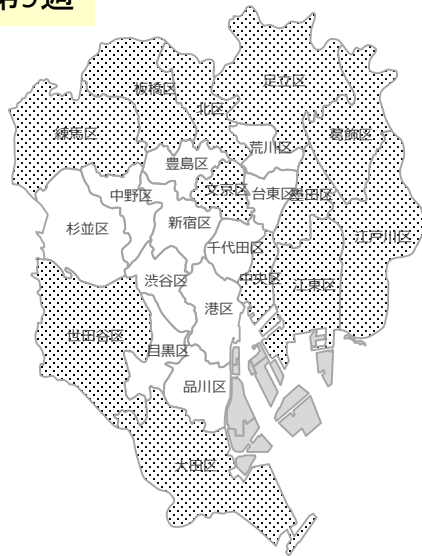 第9週
足立区
板橋区
北区
練馬区
葛飾区
荒川区
豊島区
文京区
台東区
墨田区
中野区
杉並区
新宿区
千代田区
江戸川区
渋谷区
中央区
江東区
港区
世田谷区
目黒区
品川区
大田区